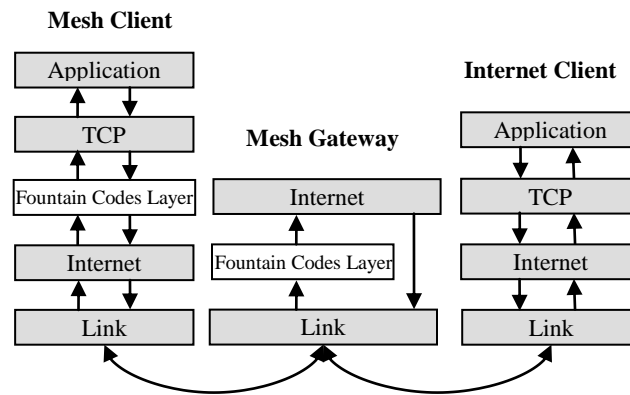 Mesh Client
Application
TCP
Fountain Codes Layer
Internet
Link
Mesh Gateway
Internet
Fountain Codes Layer
Link
Internet Client
Application
TCP
Internet
Link